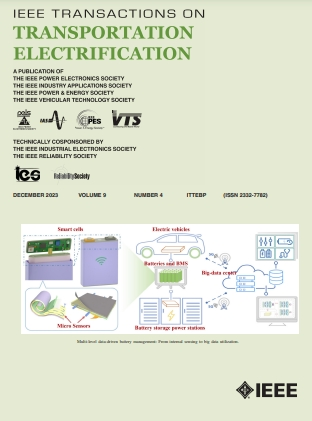 IEEE TRANSACTIONS ON
TRANSPORTATION
ELECTRIFICATION
A PUBLICATION OF
THE IEEE POWER ELECTRONICS SOCIETY
THE IEEE INDUSTRY APPLICATIONS SOCIETY
THE IEEE POWER & ENERGY SOCIETY
THE IEEE VEHICULAR TECHNOLOGY SOCIETY
pels IAS PES VTS
TECHNICALLY COSPONSORED BY
THE IEEE INDUSTRIAL ELECTRONICS SOCIETY
THE IEEE RELIABILITY SOCIETY
ies ReliabilitySociety
DECEMBER 2023 VOLUME 9 NUMBER 4 ITTEBP (ISSN 2332-7782)
Smart cells Electric vehicles
Batteries and BMS
Big-data center
Micro Sensors Battery storage power stations
Multi-level data-driven battery management: From internal sensing to big data utilization.
IEEE